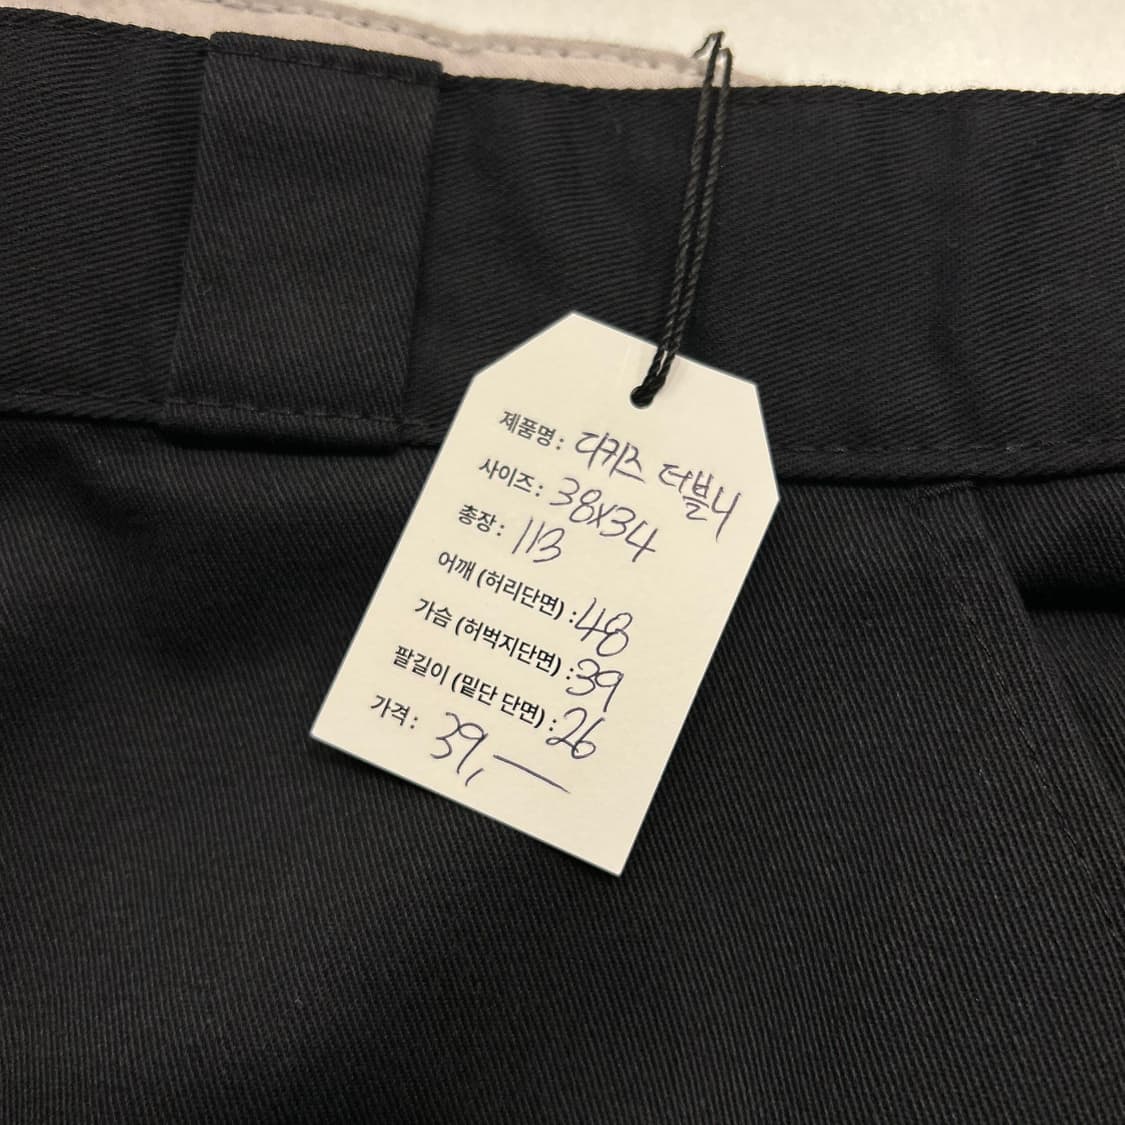 제품명: 디키즈 더블니
사이즈: 38x34
총장: 113
어깨 (허리단면) : 48
가슴 (허벅지단면) : 39
팔길이 (밑단 단면) : 26
가격: 39,—